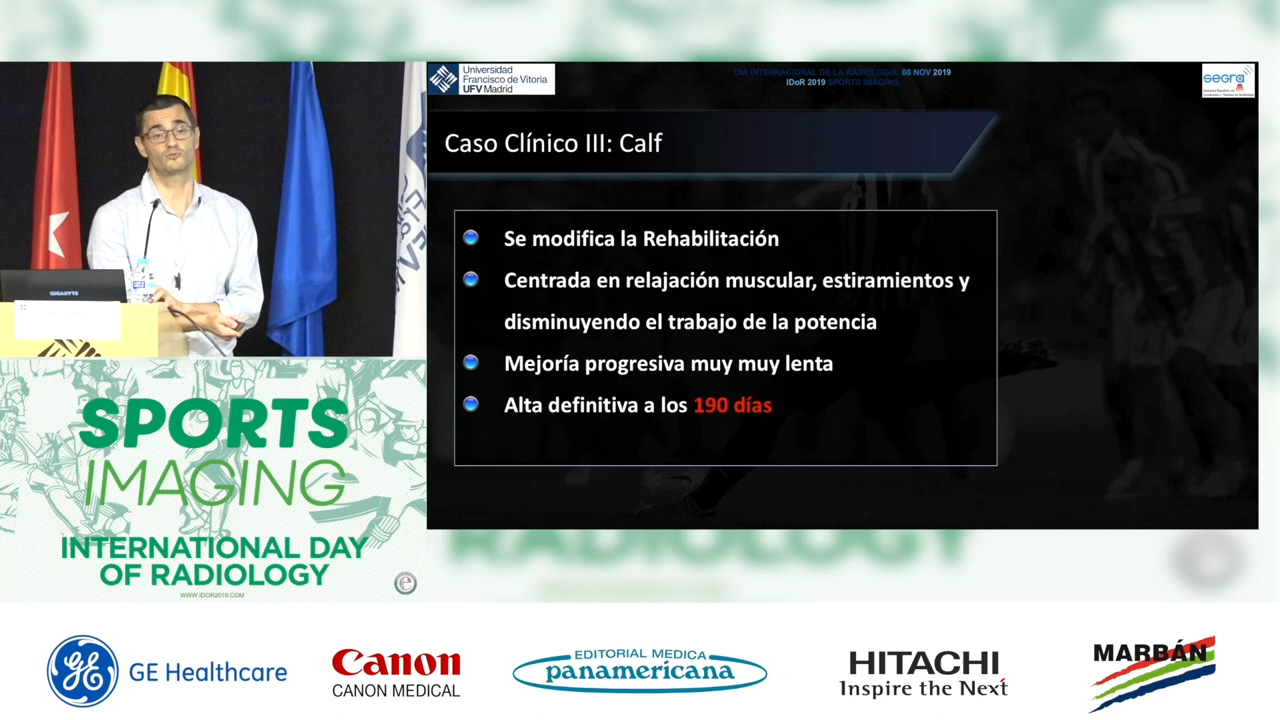 Universidad
Francisco de Vitoria
UFV Madrid
DIA INTERNACIONAL DE LA RADIOLOGIA 08 NOV 2019
IDoR 2019 SPORTS IMAGING
segra
Caso Clínico III: Calf
Se modifica la Rehabilitación
Centrada en relajación muscular, estiramientos y
disminuyendo el trabajo de la potencia
Mejoría progresiva muy muy lenta
Alta definitiva a los 190 días
GIGABYTE
SPORTS
IMAGING
INTERNATIONAL DAY
OF RADIOLOGY
WWW.IDOR2019.COM
RADIOLOGY
GE
GE Healthcare
Canon
CANON MEDICAL
EDITORIAL MEDICA
panamericana
HITACHI
Inspire the Next
MARBÁN